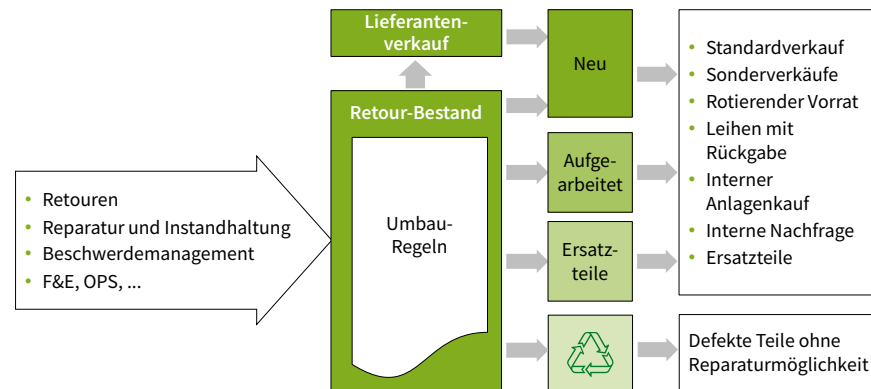 Lieferanten-
verkauf
Retour-Bestand
Umbau-
Regeln
• Retouren
• Reparatur und Instandhaltung
• Beschwerdemanagement
• F&E, OPS, ...
Neu
Aufge-
arbeitet
Ersatz-
teile
• Standardverkauf
• Sonderverkäufe
• Rotierender Vorrat
• Leihen mit
Rückgabe
• Interner
Anlagenkauf
• Interne Nachfrage
• Ersatzteile
Defekte Teile ohne
Reparaturmöglichkeit